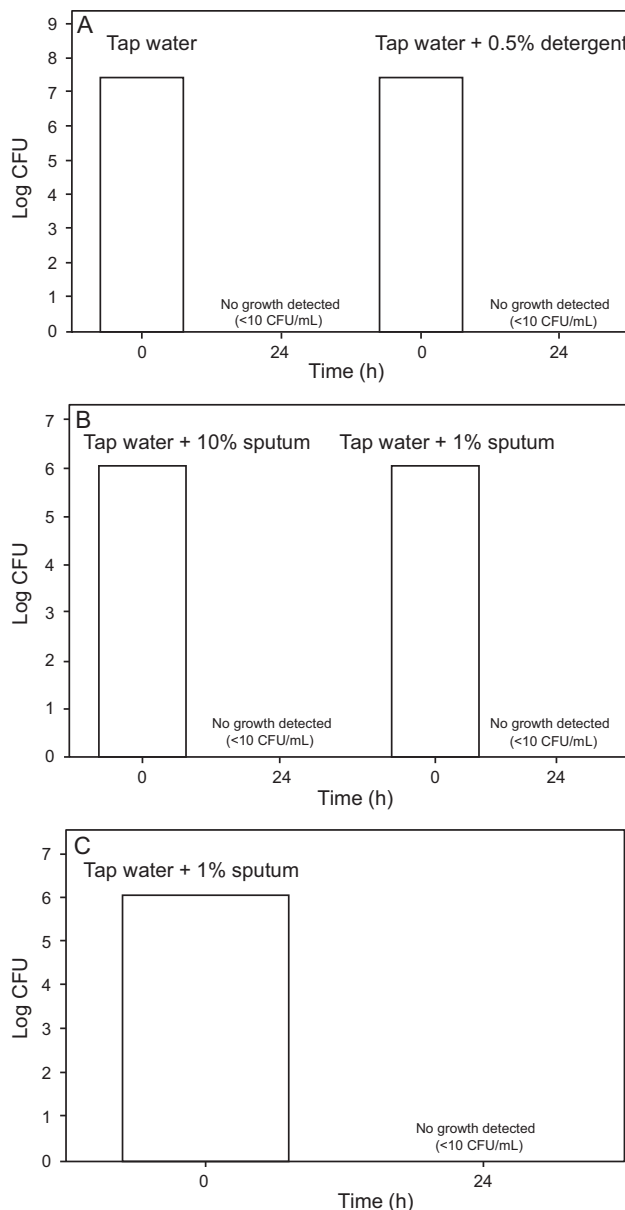 A
Tap water
Tap water + 0.5% detergent
Log CFU
9
8
7
6
5
4
3
2
1
0
No growth detected
(<10 CFU/mL)
No growth detected
(<10 CFU/mL)
0
24
0
24
Time (h)
B
Tap water + 10% sputum
Tap water + 1% sputum
Log CFU
7
6
5
4
3
2
1
0
No growth detected
(<10 CFU/mL)
No growth detected
(<10 CFU/mL)
0
24
0
24
Time (h)
C
Tap water + 1% sputum
Log CFU
7
6
5
4
3
2
1
0
No growth detected
(<10 CFU/mL)
0
24
Time (h)